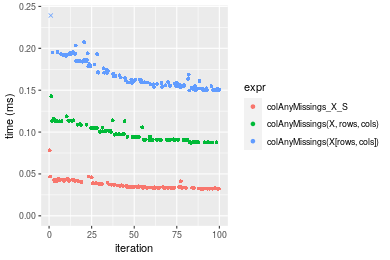 0.25
0.20
0.15
0.10
0.05
0.00
time (ms)
0
25
50
75
100
iteration
expr
colAnyMissings_X_S
colAnyMissings(X, rows, cols)
colAnyMissings(X[rows, cols])